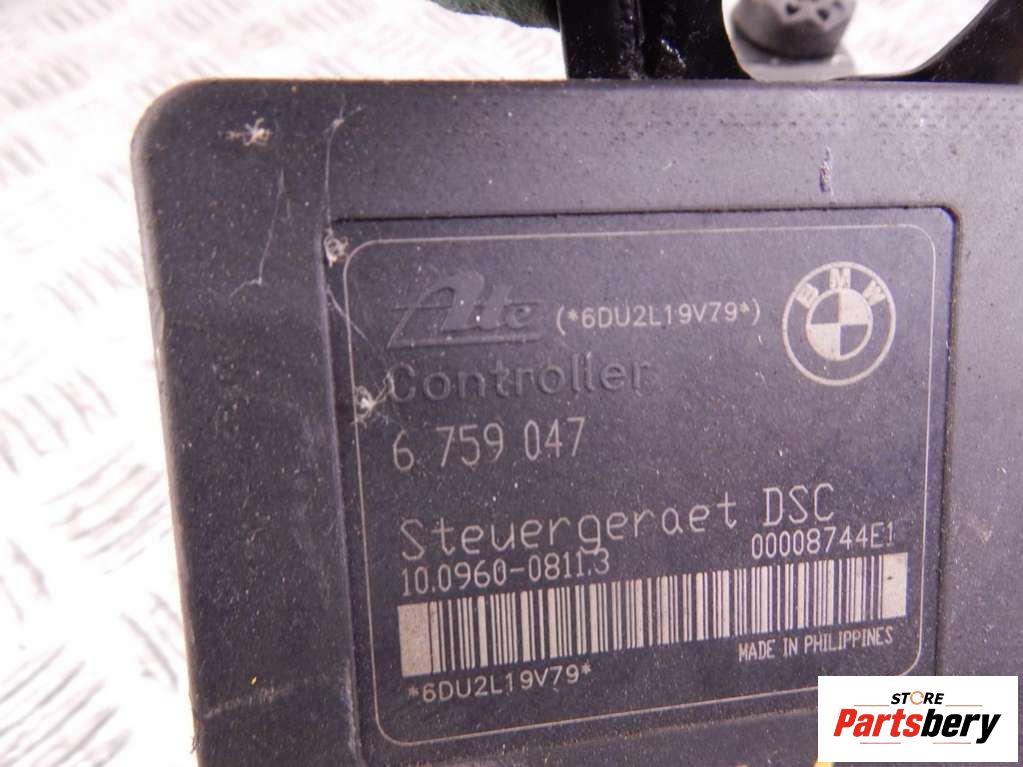 Ate (*6DU2L19V79*)
BMW
Controller
6 759 047
Steuergeraet DSC
10.0960-0811.3 00008744E1
MADE IN PHILIPPINES
*6DU2L19V79*
STORE
Partsbery